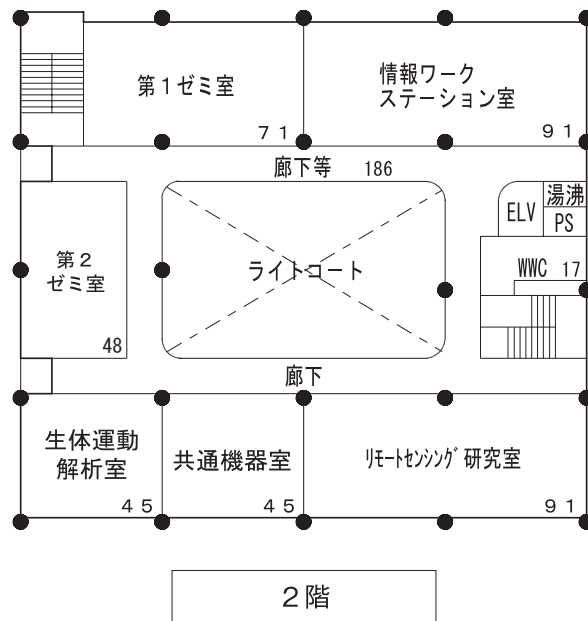 第１ゼミ室
７１
情報ワーク
ステーション室
９１
廊下等 186
ELV
湯沸
PS
第２
ゼミ室
48
ライトコート
WWC 17
廊下
生体運動
解析室
４５
共通機器室
４５
ﾘﾓｰﾄｾﾝｼﾝｸﾞ研究室
９１
２階